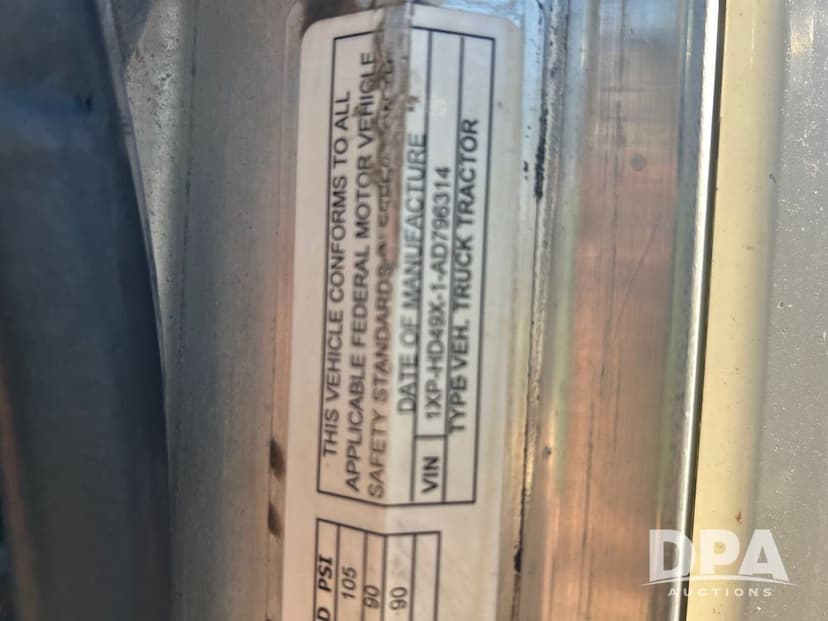 THIS VEHICLE CONFORMS TO ALL
APPLICABLE FEDERAL MOTOR VEHICLE
SAFETY STANDARDS
DATE OF MANUFACTURE
VIN 1XP-HD49X-1-AD796314
TYPE VEH. TRUCK TRACTOR
D PSI
105
90
90
DPA
AUCTIONS